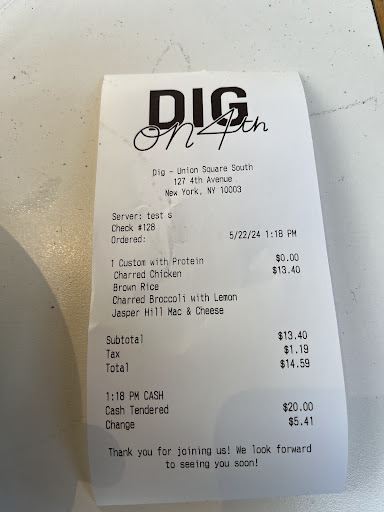 DIG
on 4th
Dig - Union Square South
127 4th Avenue
New York, NY 10003
Server: test s
Check #128
Ordered: 5/22/24 1:18 PM
1 Custom with Protein $0.00
Charred Chicken $13.40
Brown Rice
Charred Broccoli with Lemon
Jasper Hill Mac & Cheese
Subtotal $13.40
Tax $1.19
Total $14.59
1:18 PM CASH
Cash Tendered $20.00
Change $5.41
Thank you for joining us! We look forward
to seeing you soon!